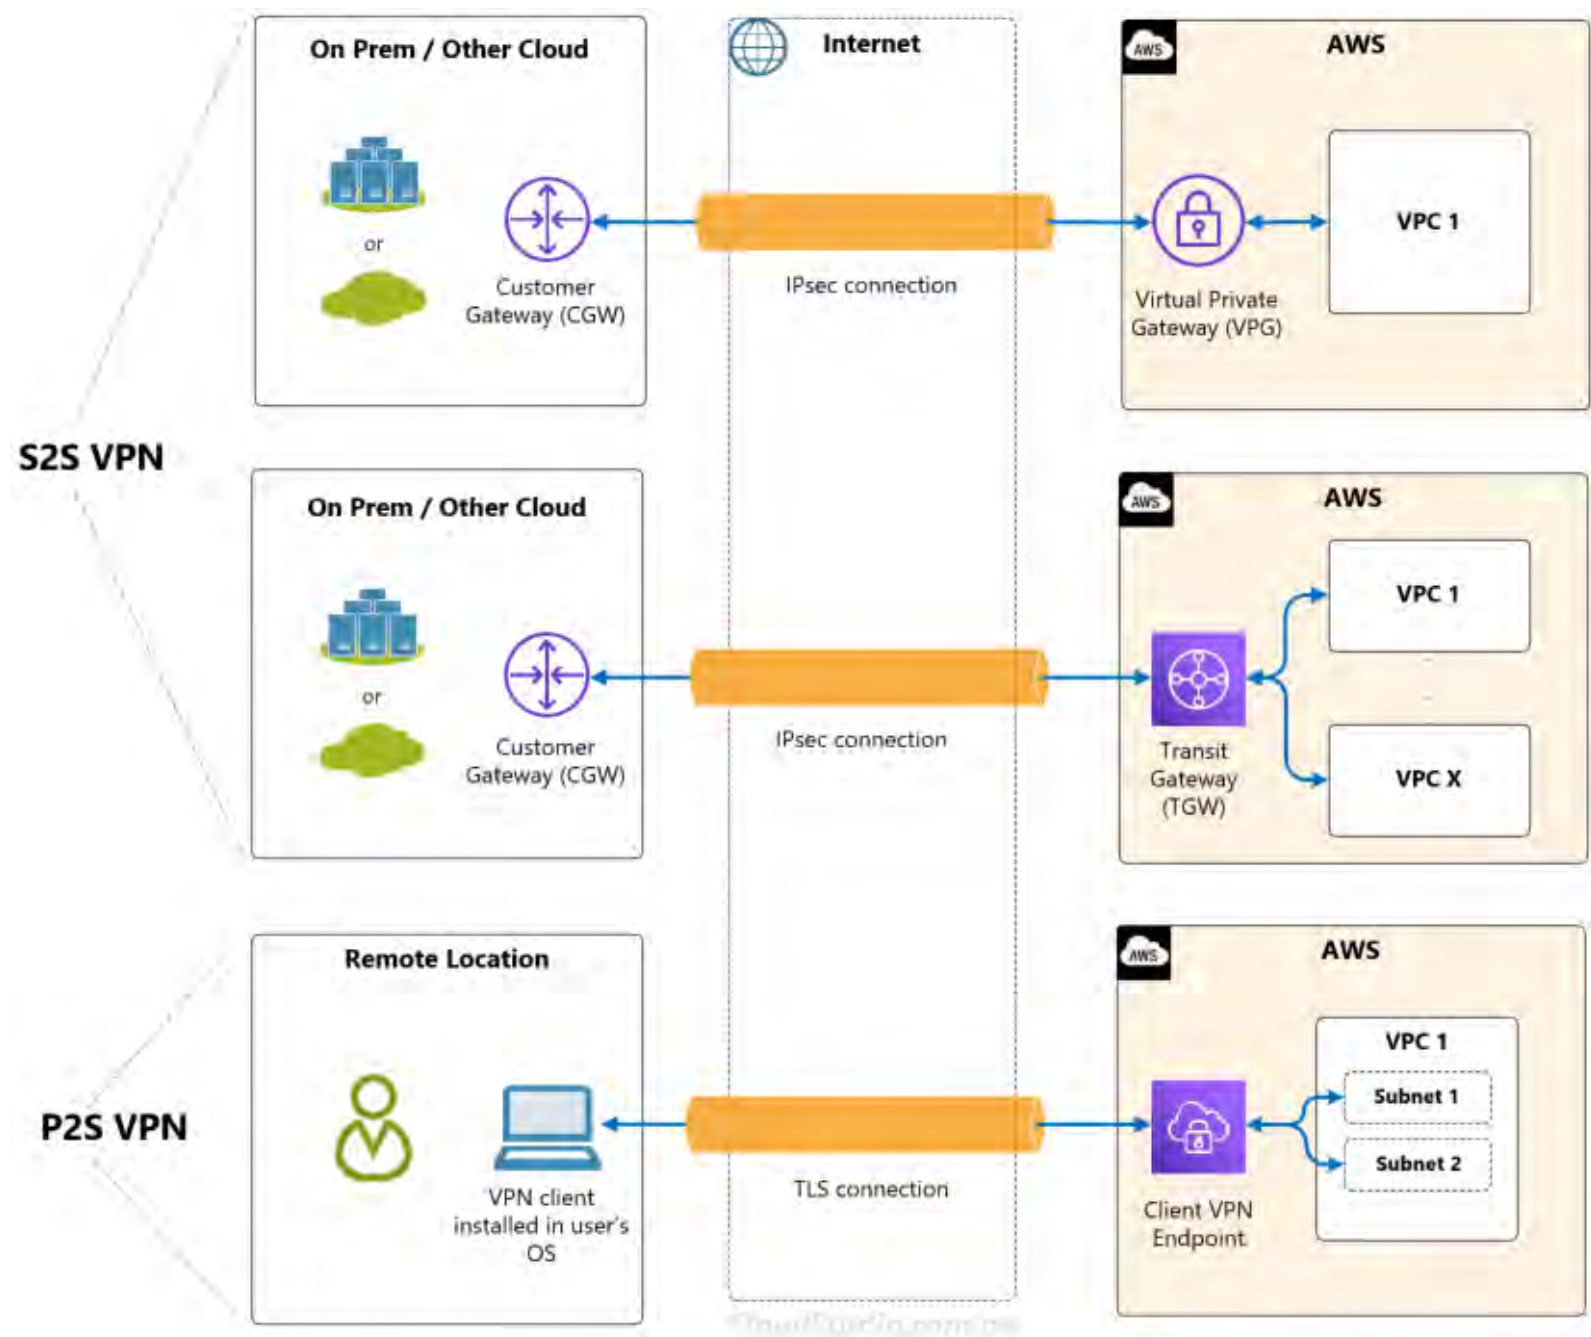 On Prem / Other Cloud
Internet
AWS
AWS
or
Customer
Gateway (CGW)
IPsec connection
Virtual Private
Gateway (VPG)
VPC 1
S2S VPN
On Prem / Other Cloud
AWS
AWS
or
Customer
Gateway (CGW)
IPsec connection
Transit
Gateway
(TGW)
VPC 1
VPC X
P2S VPN
Remote Location
VPN client
installed in user's
OS
TLS connection
AWS
AWS
Client VPN
Endpoint
VPC 1
Subnet 1
Subnet 2